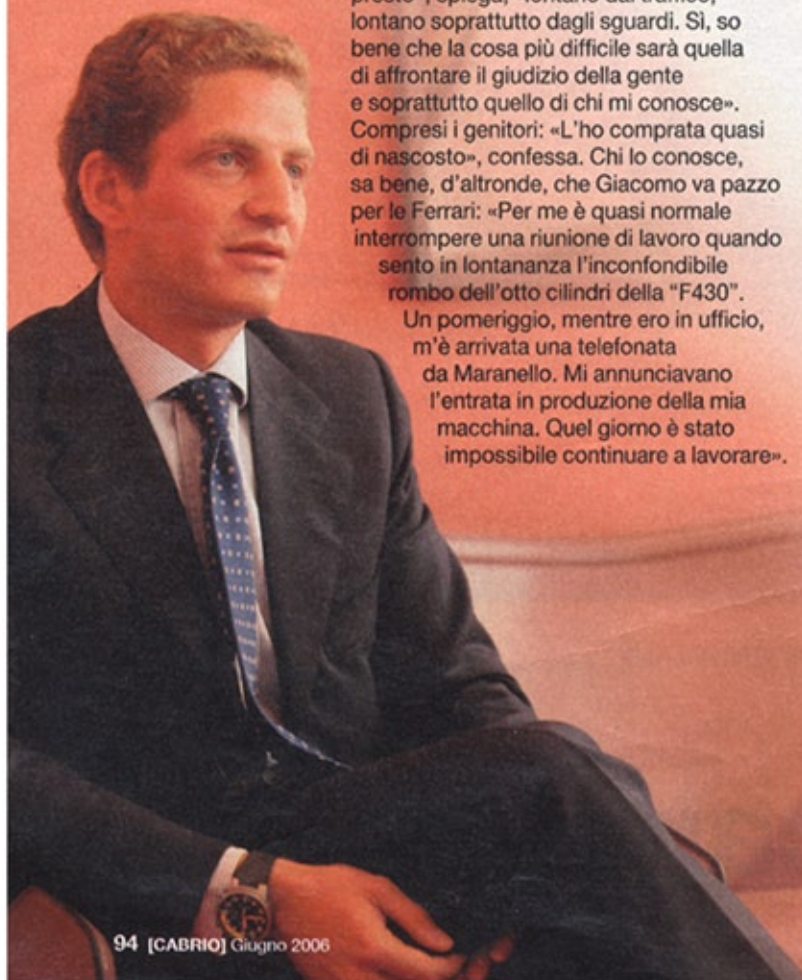 lontano soprattutto dagli sguardi. Sì, so
bene che la cosa più difficile sarà quella
di affrontare il giudizio della gente
e soprattutto quello di chi mi conosce».
Compresi i genitori: «L'ho comprata quasi
di nascosto», confessa. Chi lo conosce,
sa bene, d'altronde, che Giacomo va pazzo
per le Ferrari: «Per me è quasi normale
interrompere una riunione di lavoro quando
sento in lontananza l'inconfondibile
rombo dell'otto cilindri della “F430”.
Un pomeriggio, mentre ero in ufficio,
m'è arrivata una telefonata
da Maranello. Mi annunciavano
l'entrata in produzione della mia
macchina. Quel giorno è stato
impossibile continuare a lavorare».
94 [CABRIO] Giugno 2006